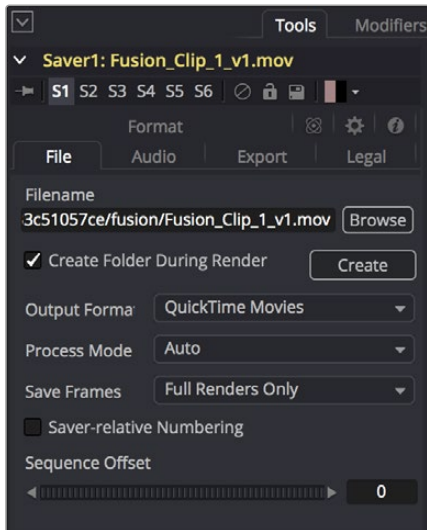 Tools Modifiers
Saver1: Fusion_Clip_1_v1.mov
S1 S2 S3 S4 S5 S6
Format
File Audio Export Legal
Filename
3c51057ce/fusion/Fusion_Clip_1_v1.mov Browse
Create Folder During Render Create
Output Forma QuickTime Movies
Process Mode Auto
Save Frames Full Renders Only
Saver-relative Numbering
Sequence Offset
0